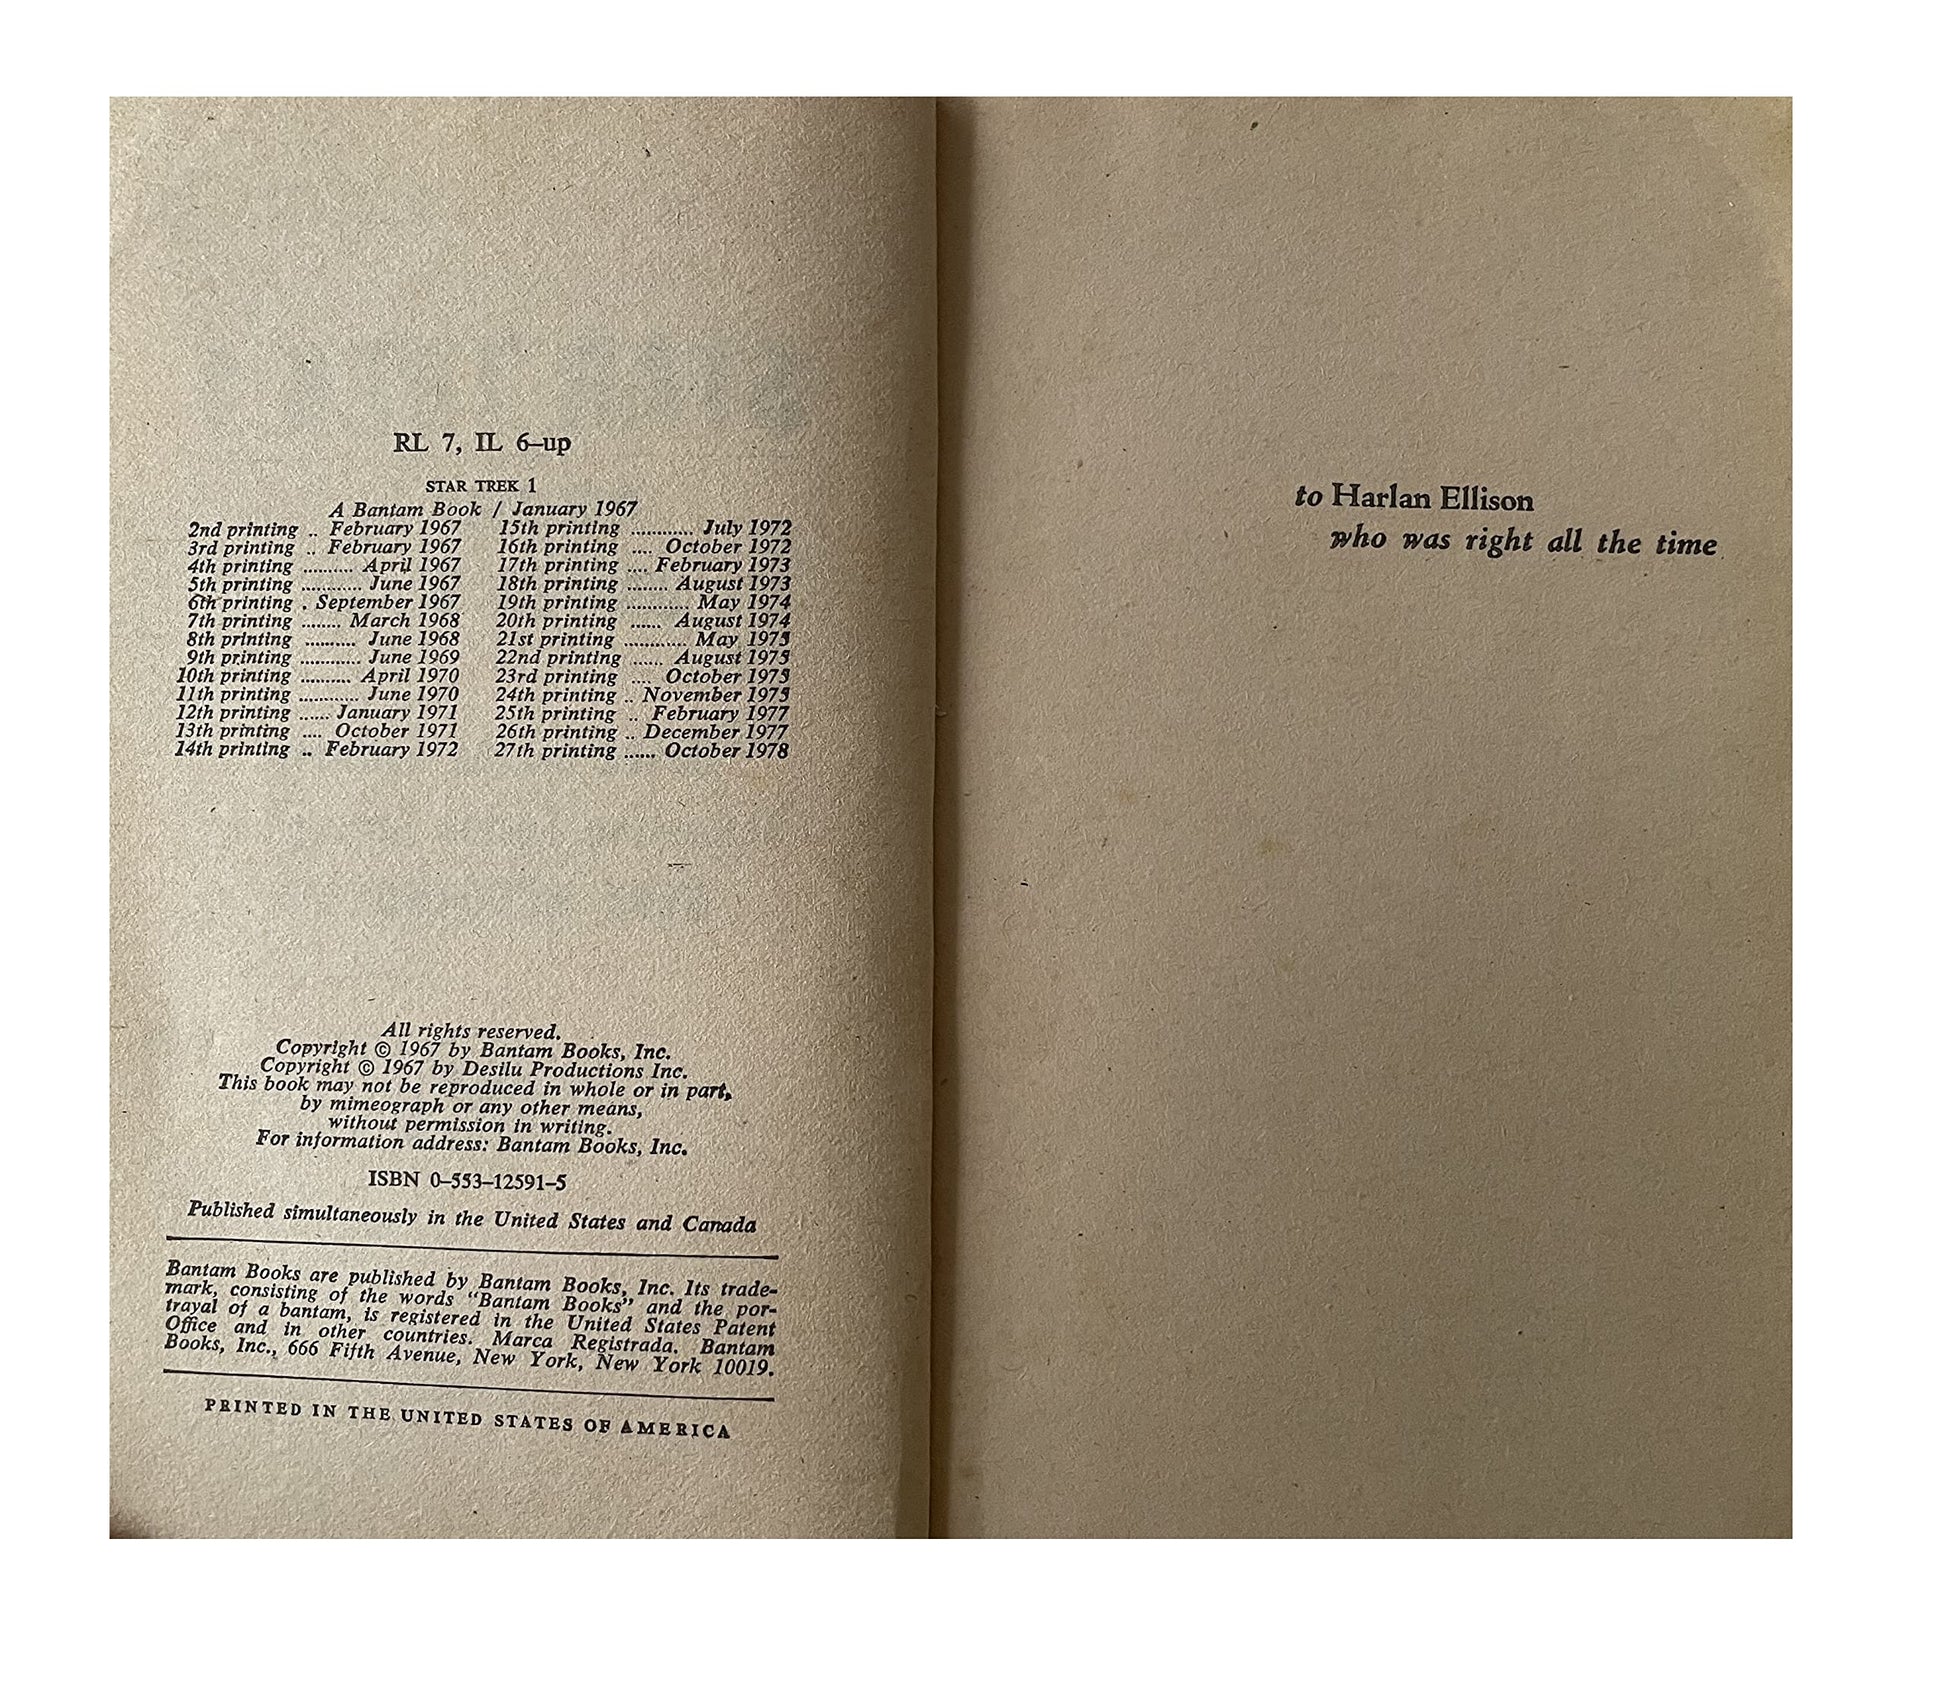 RL 7, IL 6–up
STAR TREK 1
A Bantam Book / January 1967
2nd printing .. February 1967
3rd printing .. February 1967
4th printing .......... April 1967
5th printing ............ June 1967
6th printing . September 1967
7th printing ........ March 1968
8th printing .......... June 1968
9th printing ............ June 1969
10th printing .......... April 1970
11th printing ........... June 1970
12th printing ...... January 1971
13th printing .... October 1971
14th printing .. February 1972
15th printing ............ July 1972
16th printing .... October 1972
17th printing .... February 1973
18th printing ........ August 1973
19th printing ............ May 1974
20th printing ...... August 1974
21st printing ............ May 1975
22nd printing ...... August 1975
23rd printing .... October 1975
24th printing .. November 1975
25th printing .. February 1977
26th printing .. December 1977
27th printing ...... October 1978
All rights reserved.
Copyright © 1967 by Bantam Books, Inc.
Copyright © 1967 by Desilu Productions Inc.
This book may not be reproduced in whole or in part,
by mimeograph or any other means,
without permission in writing.
For information address: Bantam Books, Inc.
ISBN 0–553–12591–5
Published simultaneously in the United States and Canada
Bantam Books are published by Bantam Books, Inc. Its trade-
mark, consisting of the words "Bantam Books" and the por-
trayal of a bantam, is registered in the United States Patent
Office and in other countries. Marca Registrada. Bantam
Books, Inc., 666 Fifth Avenue, New York, New York 10019.
PRINTED IN THE UNITED STATES OF AMERICA
to Harlan Ellison
who was right all the time